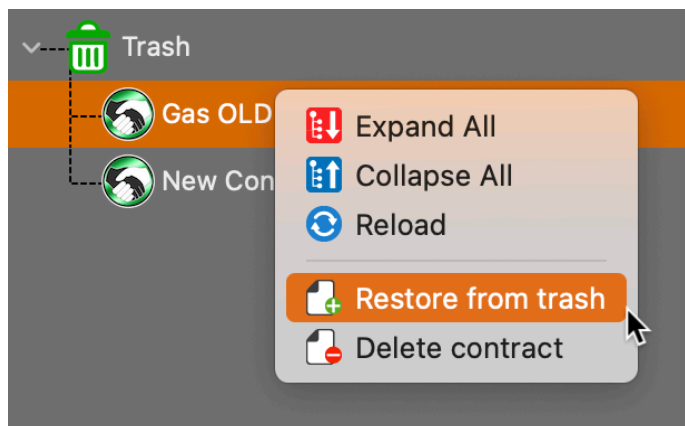 Trash
Gas OLD
New Con
Expand All
Collapse All
Reload
Restore from trash
Delete contract